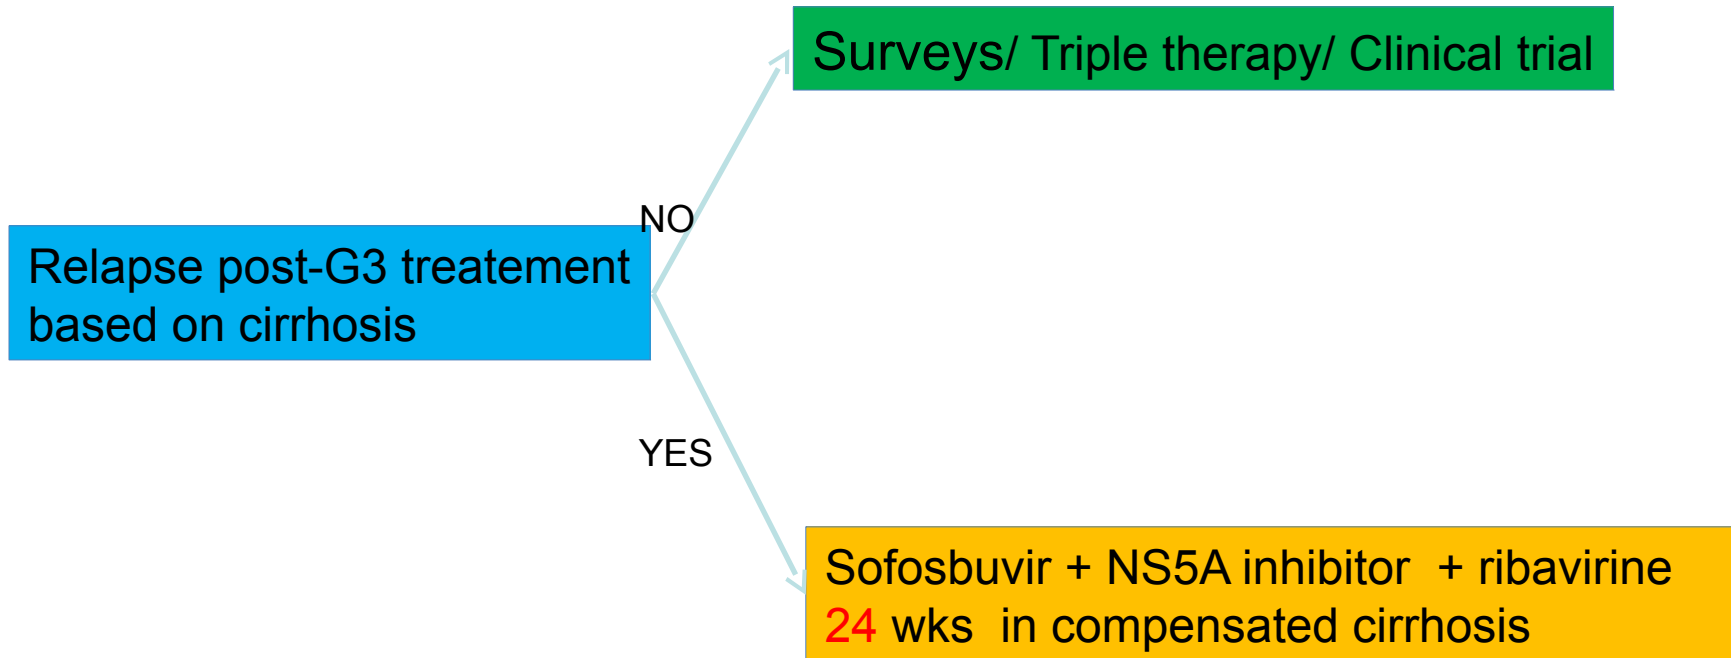 Surveys/ Triple therapy/ Clinical trial
NO
Relapse post-G3 treatement
based on cirrhosis
YES
Sofosbuvir + NS5A inhibitor + ribavirine
24 wks in compensated cirrhosis